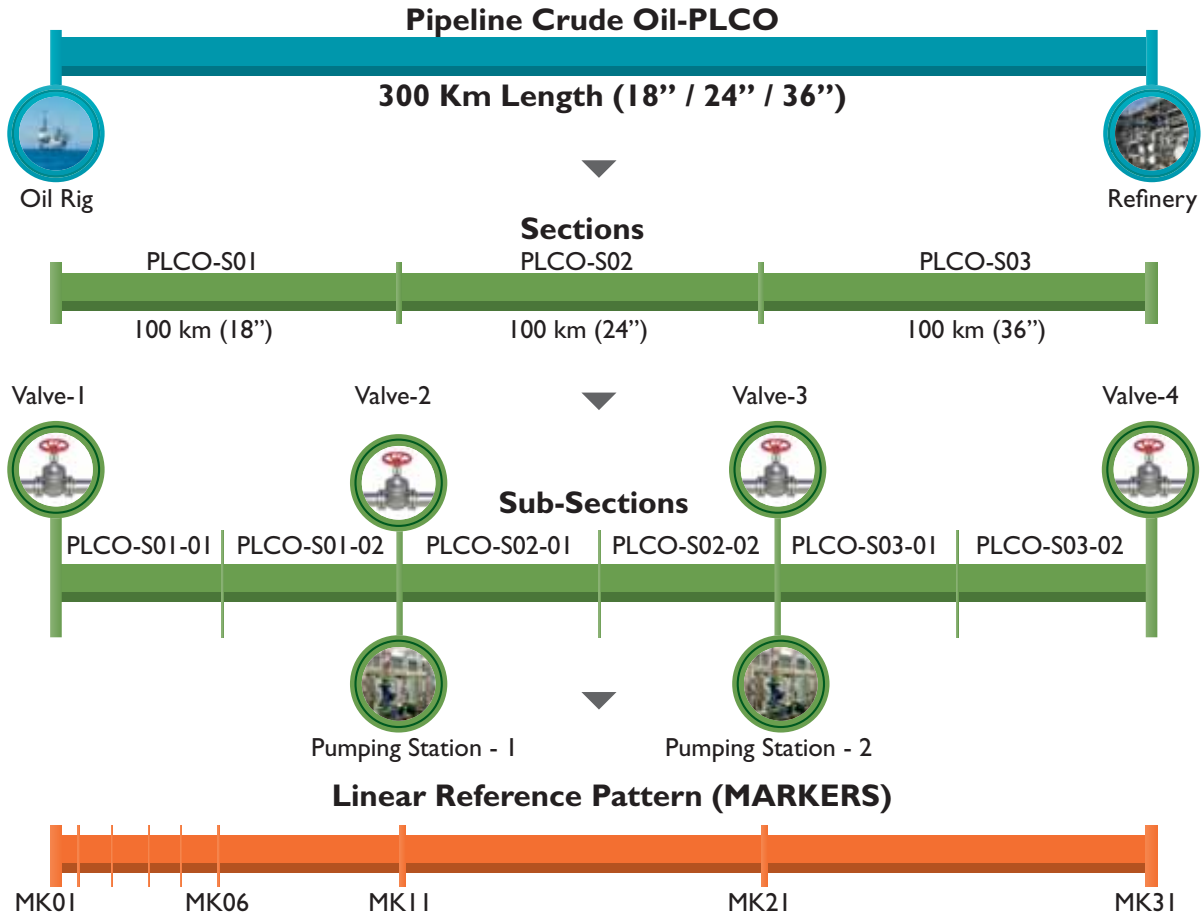 Pipeline Crude Oil-PLCO
300 Km Length (18” / 24” / 36”)
Oil Rig
Refinery
Sections
PLCO-S01
PLCO-S02
PLCO-S03
100 km (18”)
100 km (24”)
100 km (36”)
Valve-1
Valve-2
Valve-3
Valve-4
Sub-Sections
PLCO-S01-01
PLCO-S01-02
PLCO-S02-01
PLCO-S02-02
PLCO-S03-01
PLCO-S03-02
Pumping Station - 1
Pumping Station - 2
Linear Reference Pattern (MARKERS)
MK01
MK06
MK11
MK21
MK31